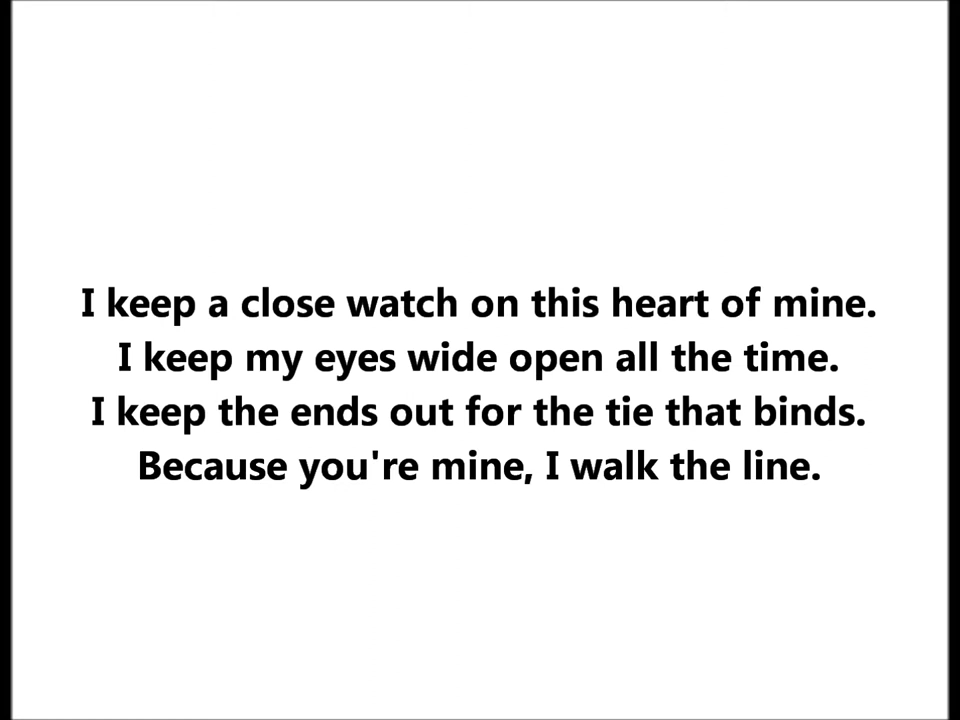 I keep a close watch on this heart of mine.
I keep my eyes wide open all the time.
I keep the ends out for the tie that binds.
Because you're mine, I walk the line.